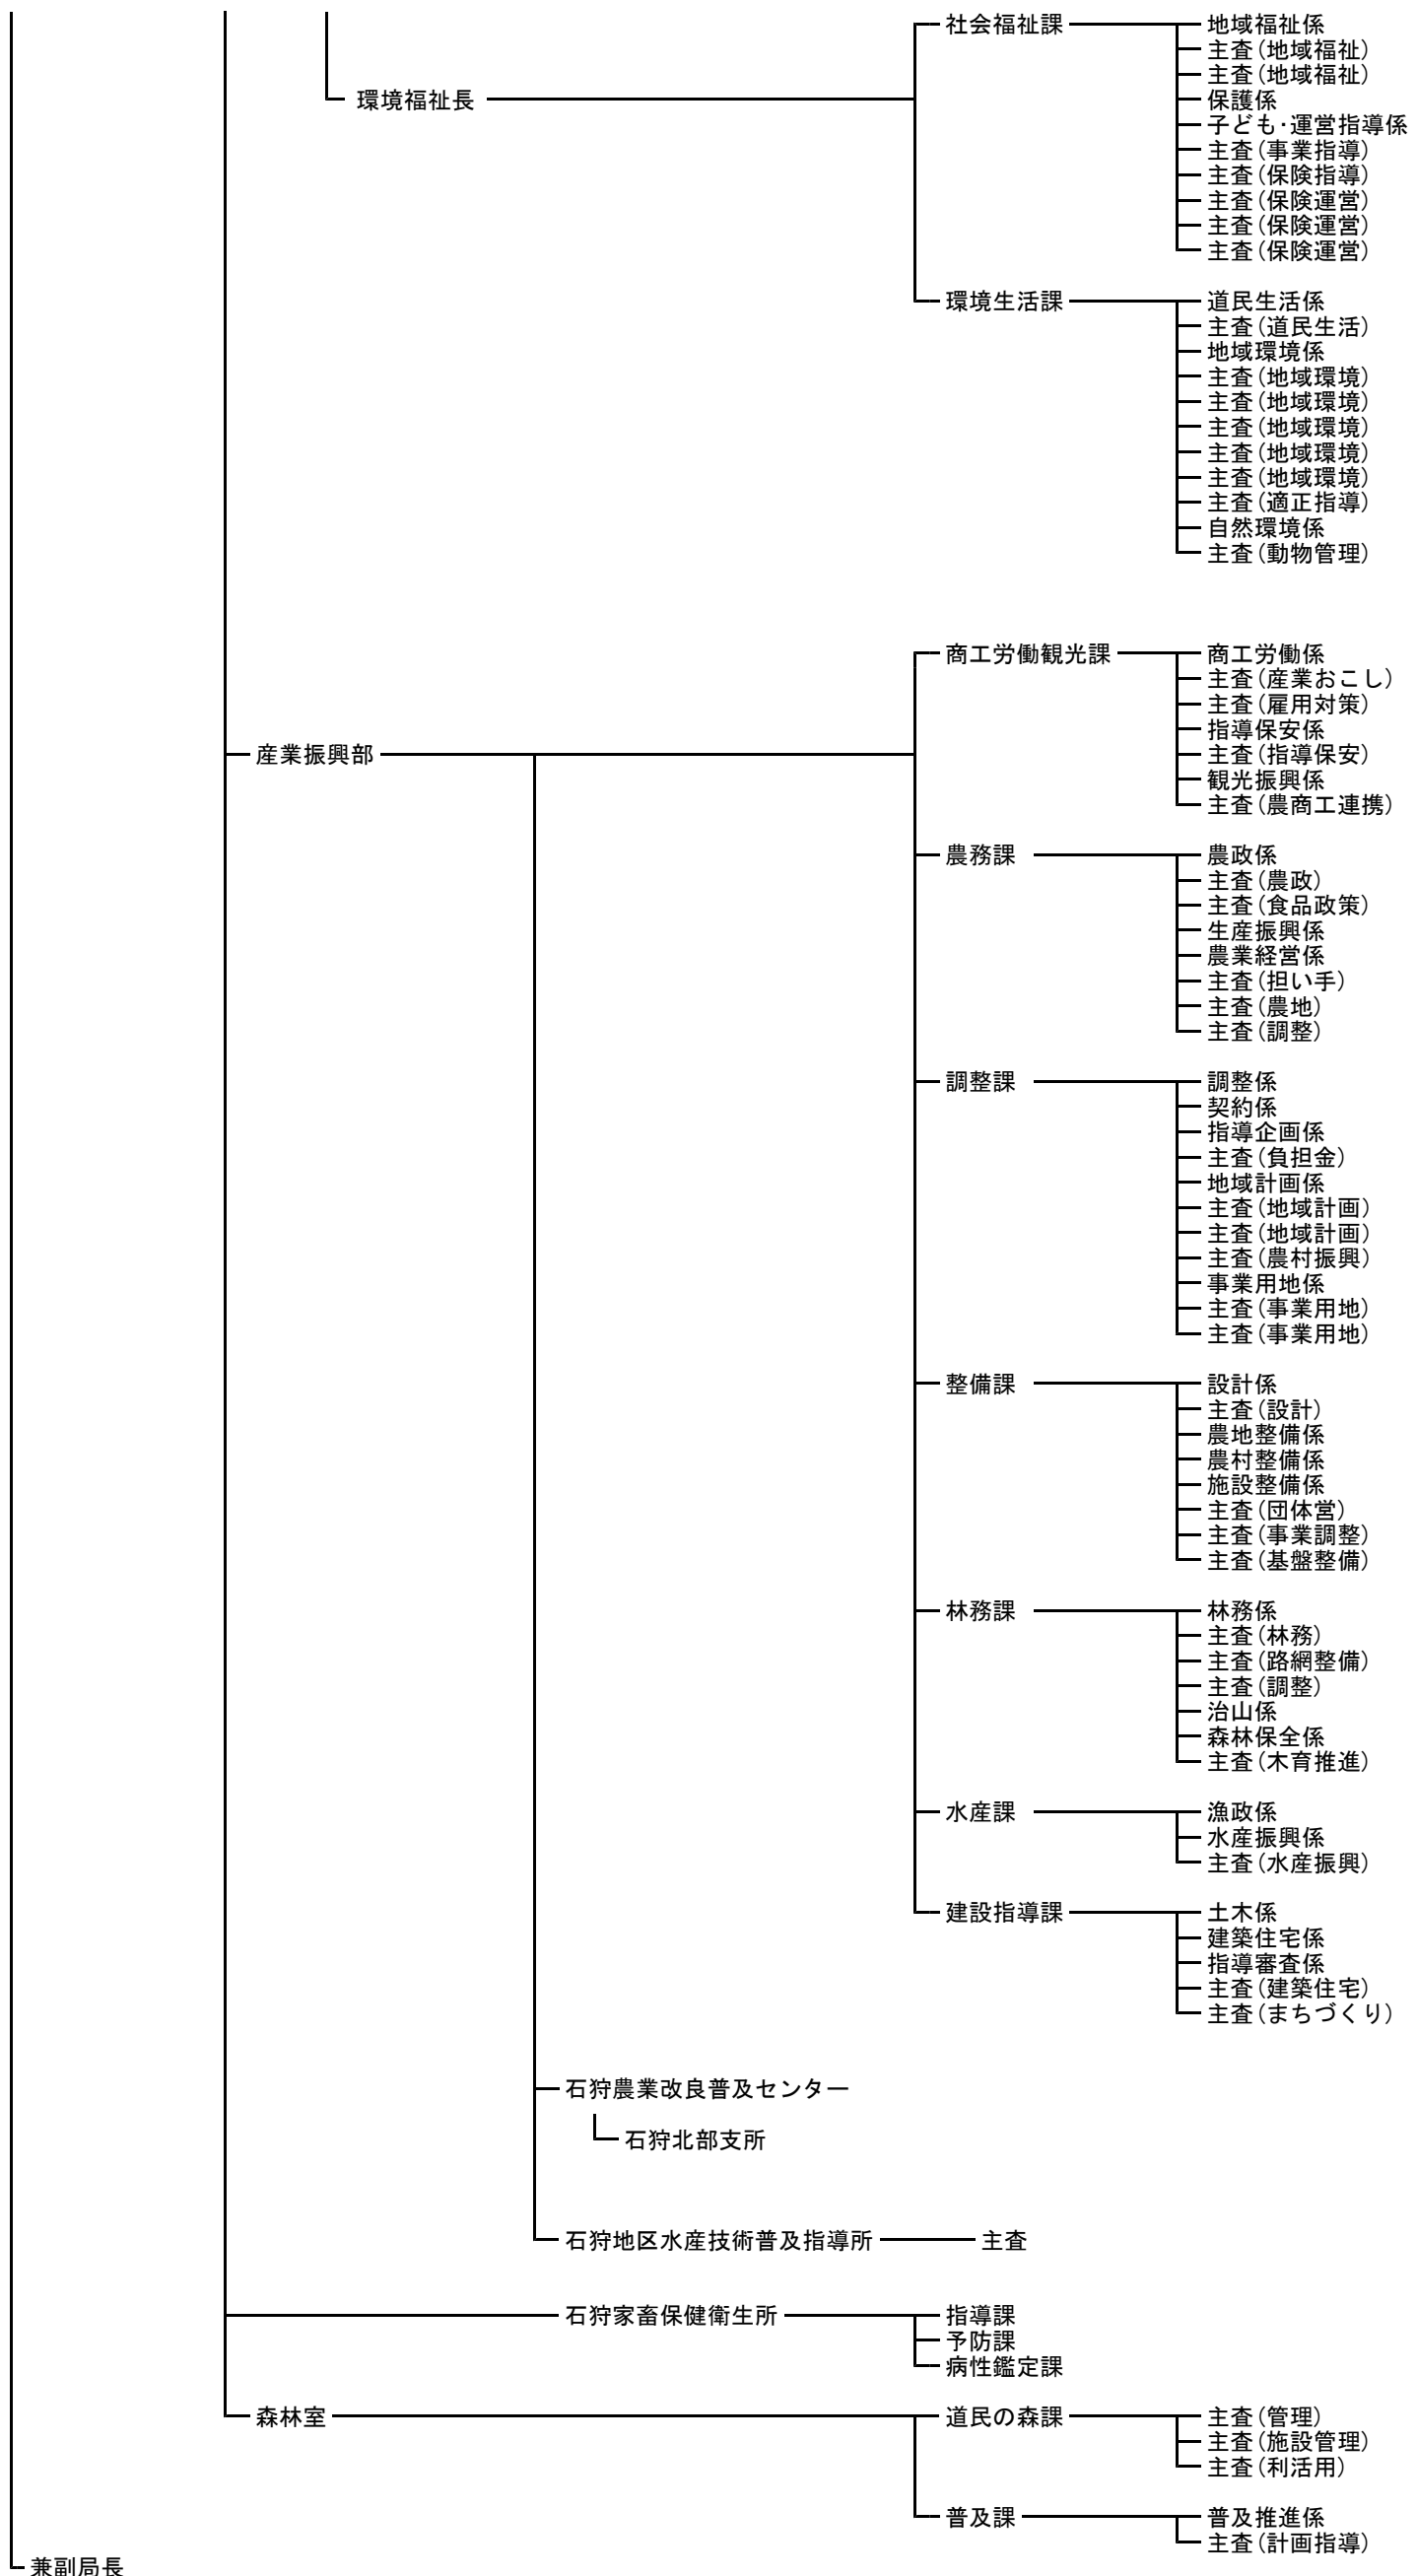 社会福祉課 地域福祉係
主査（地域福祉）
主査（地域福祉）
環境福祉長 保護係
子ども・運営指導係
主査（事業指導）
主査（保険指導）
主査（保険運営）
主査（保険運営）
主査（保険運営）
環境生活課 道民生活係
主査（道民生活）
地域環境係
主査（地域環境）
主査（地域環境）
主査（地域環境）
主査（地域環境）
主査（地域環境）
主査（適正指導）
自然環境係
主査（動物管理）
商工労働観光課 商工労働係
主査（産業おこし）
主査（雇用対策）
指導保安係
産業振興部 主査（指導保安）
観光振興係
主査（農商工連携）
農務課 農政係
主査（農政）
主査（食品政策）
生産振興係
農業経営係
主査（担い手）
主査（農地）
主査（調整）
調整課 調整係
契約係
指導企画係
主査（負担金）
地域計画係
主査（地域計画）
主査（地域計画）
主査（農村振興）
事業用地係
主査（事業用地）
主査（事業用地）
整備課 設計係
主査（設計）
農地整備係
農村整備係
施設整備係
主査（団体営）
主査（事業調整）
主査（基盤整備）
林務課 林務係
主査（林務）
主査（路網整備）
主査（調整）
治山係
森林保全係
主査（木育推進）
水産課 漁政係
水産振興係
主査（水産振興）
建設指導課 土木係
建築住宅係
指導審査係
主査（建築住宅）
主査（まちづくり）
石狩農業改良普及センター
石狩北部支所
石狩地区水産技術普及指導所 主査
石狩家畜保健衛生所 指導課
予防課
病性鑑定課
森林室 道民の森課 主査（管理）
主査（施設管理）
主査（利活用）
普及課 普及推進係
主査（計画指導）
兼副局長